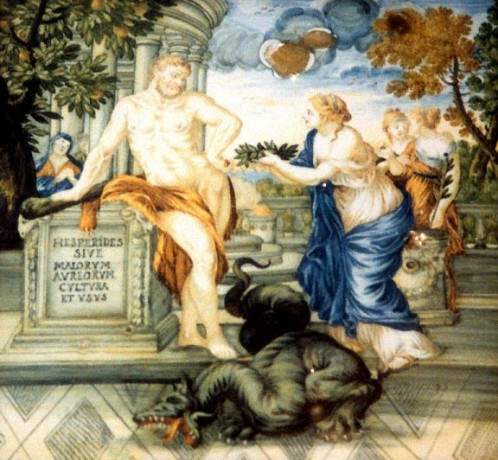 HESPERIDES
SIVE
MALORVM
AVREORVM
CVLTVRA
ET VSVS